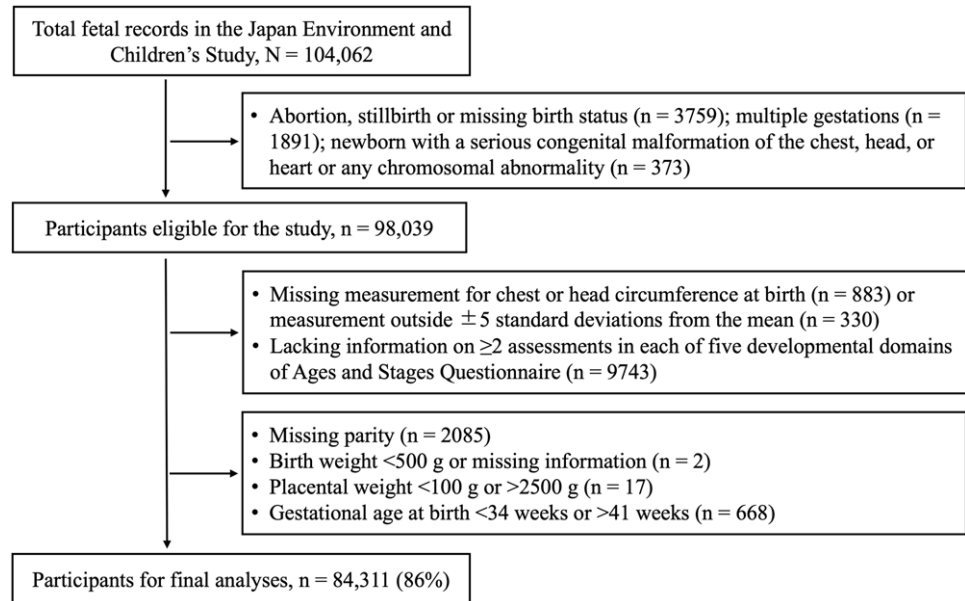 Total fetal records in the Japan Environment and
Children's Study, N = 104,062
• Abortion, stillbirth or missing birth status (n = 3759); multiple gestations (n =
1891); newborn with a serious congenital malformation of the chest, head, or
heart or any chromosomal abnormality (n = 373)
Participants eligible for the study, n = 98,039
• Missing measurement for chest or head circumference at birth (n = 883) or
measurement outside ±5 standard deviations from the mean (n = 330)
• Lacking information on ≥2 assessments in each of five developmental domains
of Ages and Stages Questionnaire (n = 9743)
• Missing parity (n = 2085)
• Birth weight <500 g or missing information (n = 2)
• Placental weight <100 g or >2500 g (n = 17)
• Gestational age at birth <34 weeks or >41 weeks (n = 668)
Participants for final analyses, n = 84,311 (86%)